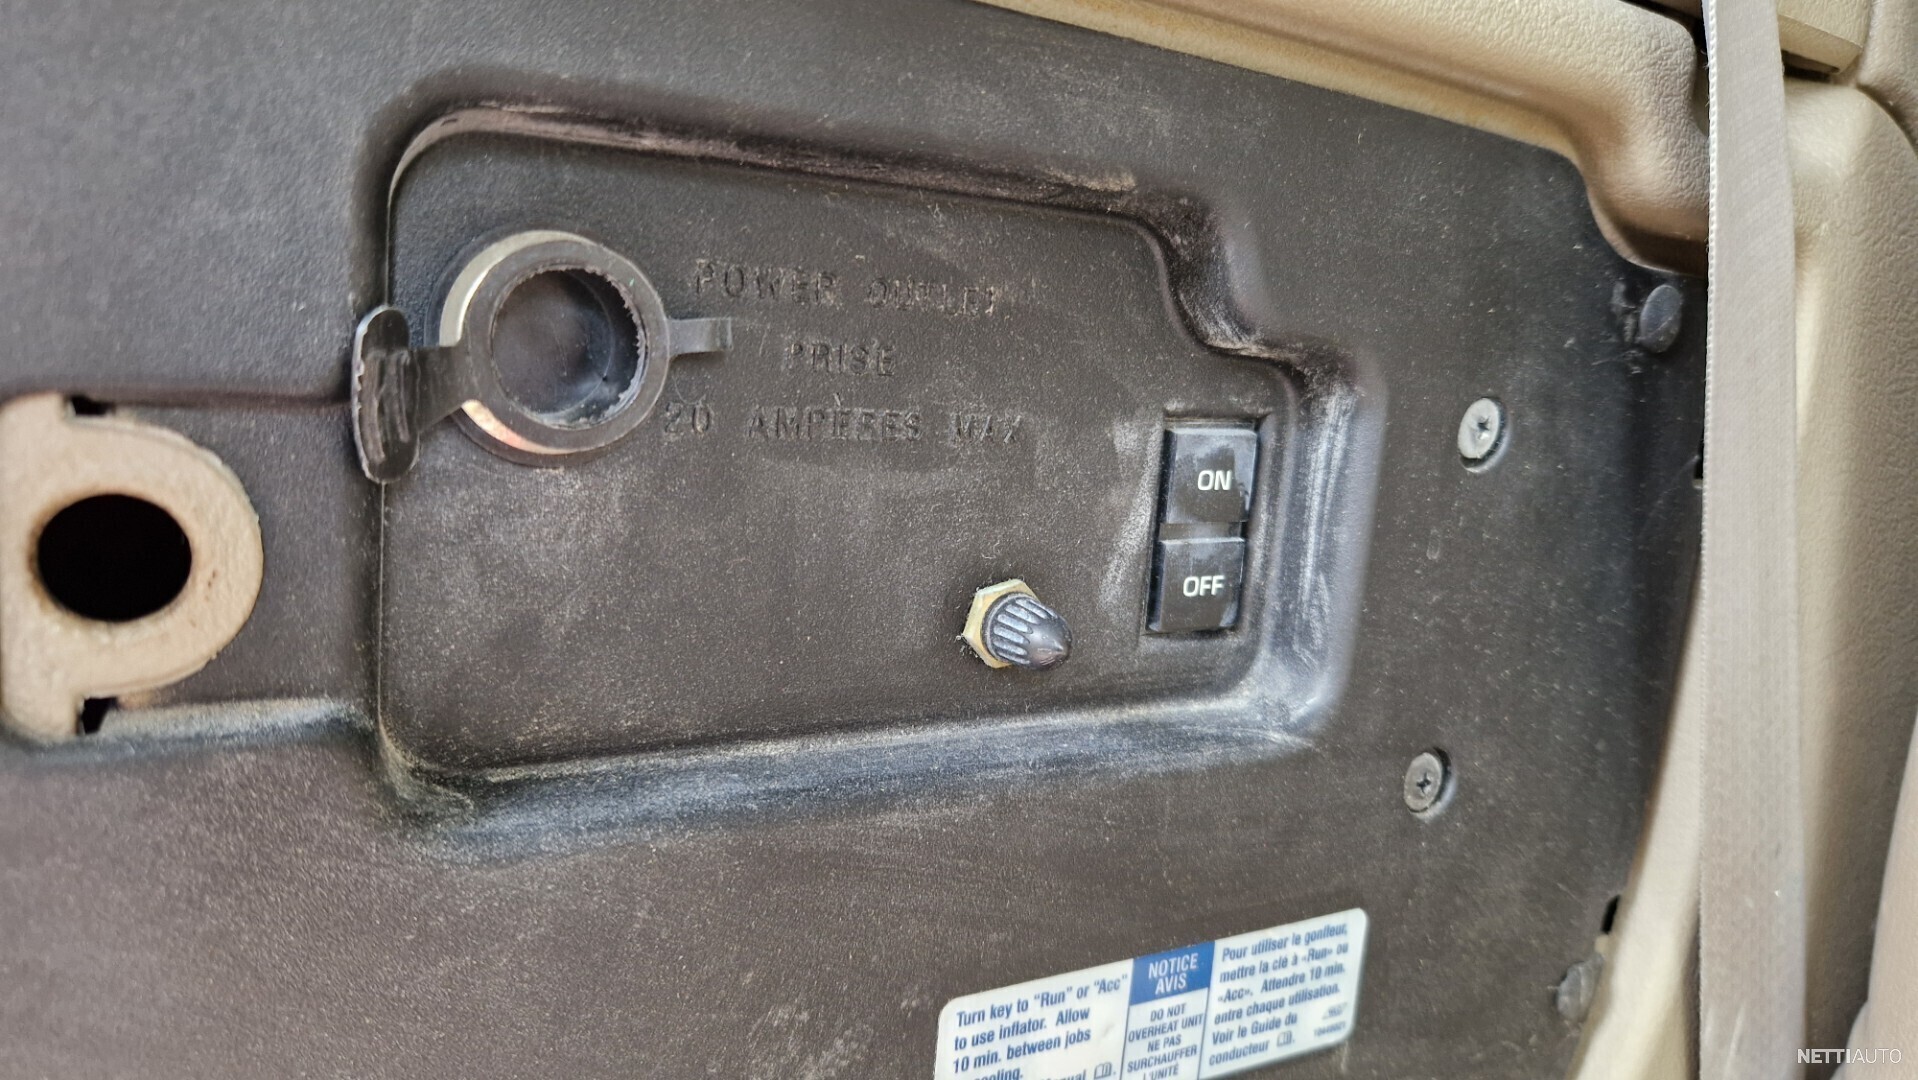 POWER OUTLET
PRISE
20 AMPÈRES MAX
ON
OFF
Turn key to "Run" or "Acc"
to use inflator. Allow
10 min. between jobs
NOTICE
AVIS
DO NOT
OVERHEAT UNIT
NE PAS
SURCHAUFFER
L'UNITÉ
Pour utiliser le gonfleur,
mettre la clé à «Run» ou
«Acc». Attendre 10 min.
entre chaque utilisation.
Voir le Guide du
conducteur
NETTIAUTO